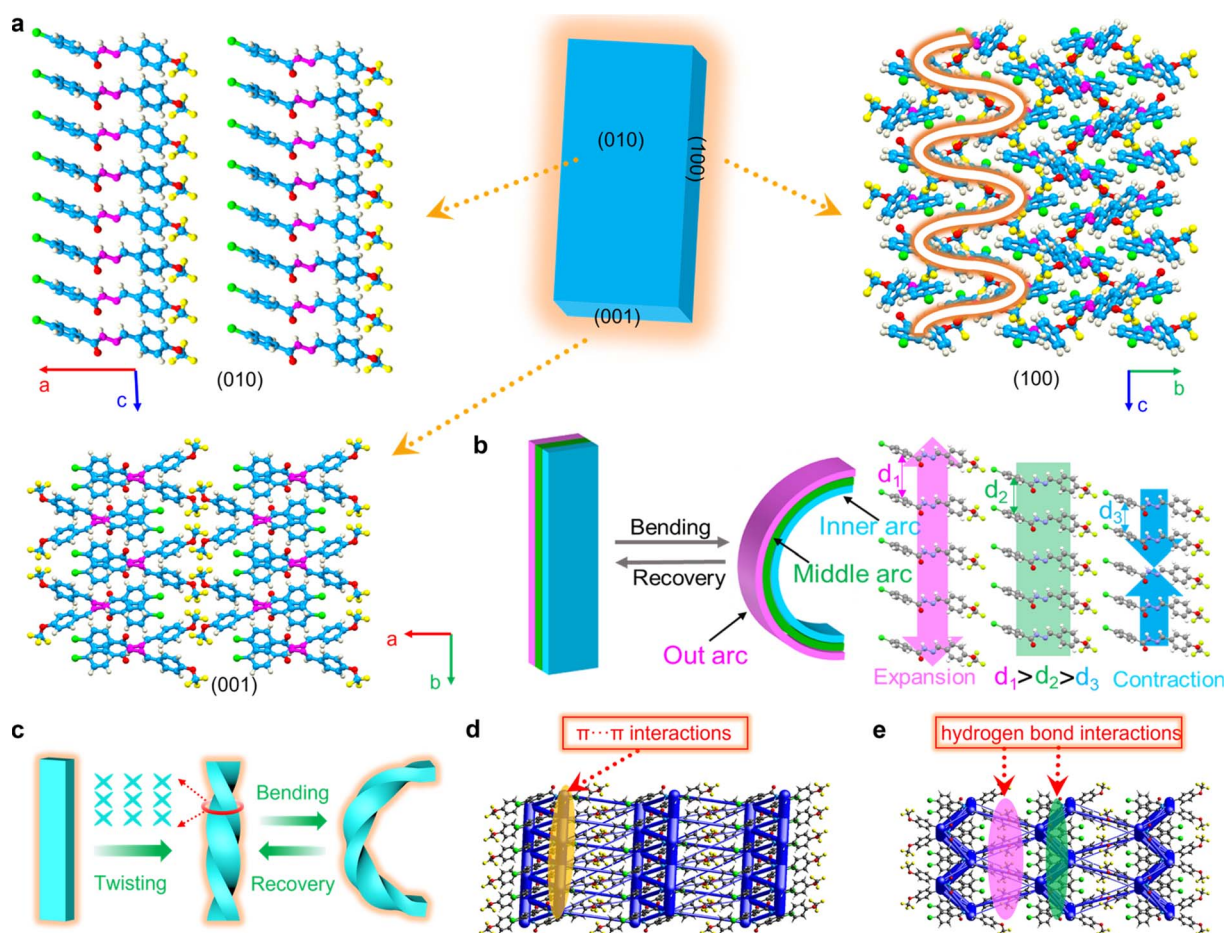 a
(010)
(100)
(001)
a
c
(010)
(100)
b
c
(001)
a
b
b
Bending
Recovery
Inner arc
Middle arc
Out arc
d1
d2
d3
Expansion
d1>d2>d3
Contraction
c
Twisting
Bending
Recovery
d
π···π interactions
e
hydrogen bond interactions